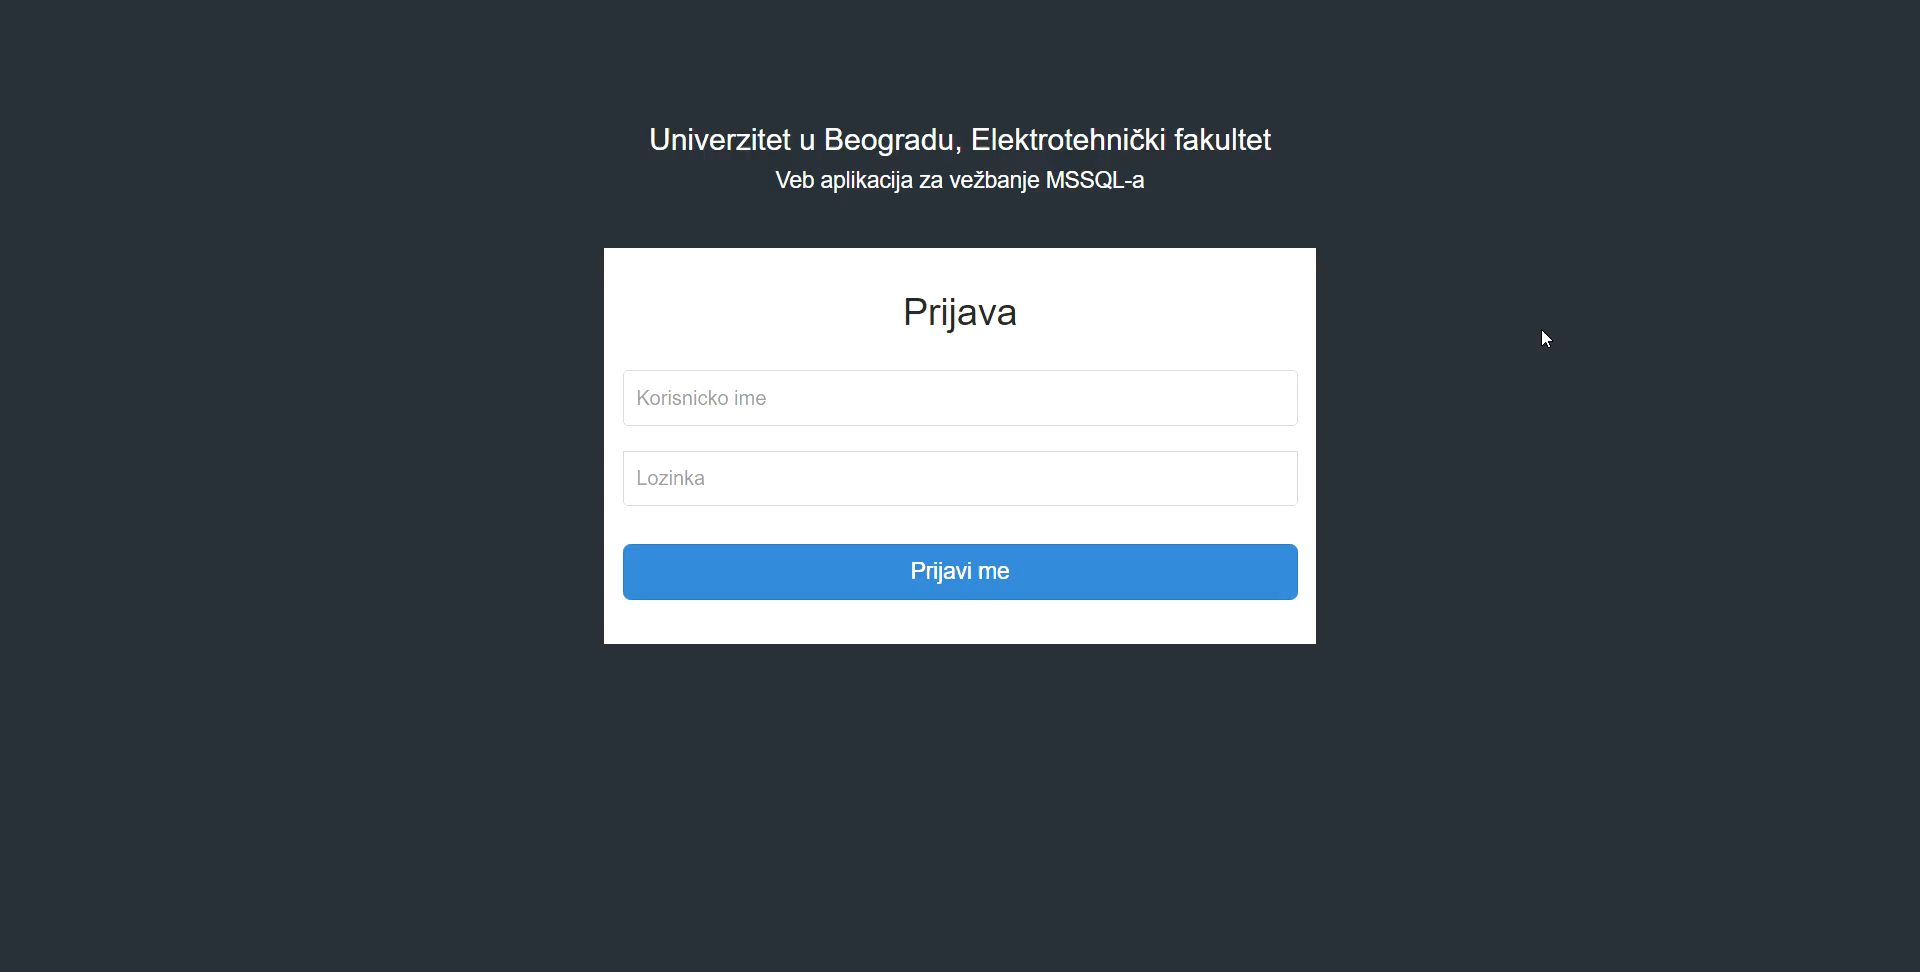 Univerzitet u Beogradu, Elektrotehnički fakultet
Veb aplikacija za vežbanje MSSQL-a
Prijava
Korisnicko ime
Lozinka
Prijavi me